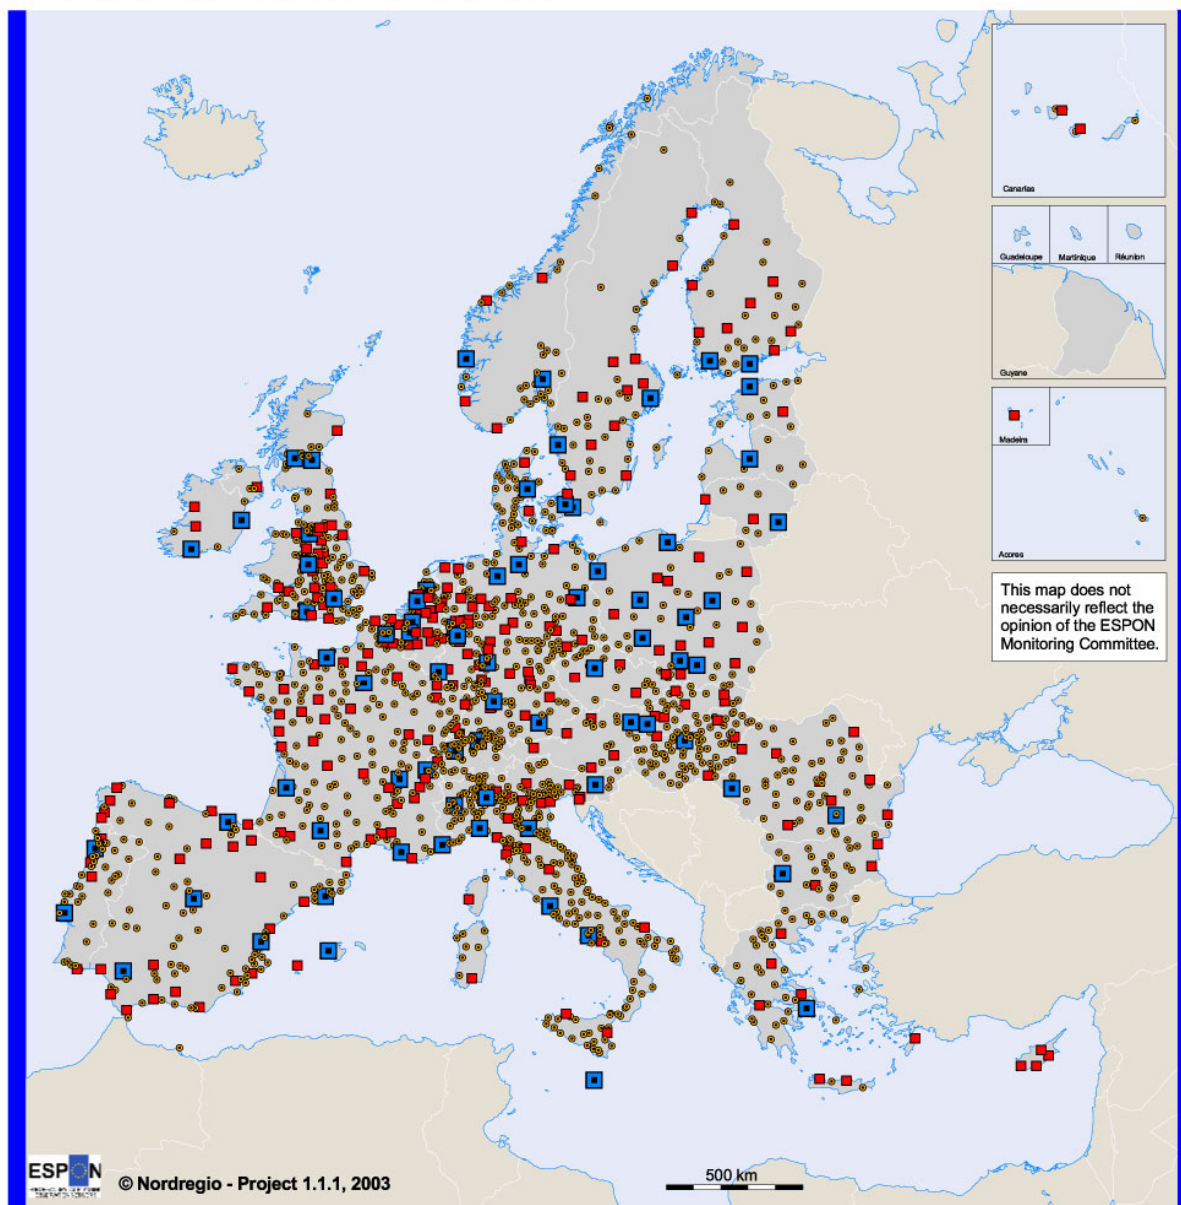 Canarias
Guadeloupe
Martinique
Réunion
Guyane
Madeira
Acores
This map does not
necessarily reflect the
opinion of the ESPON
Monitoring Committee.
ESPON
© Nordregio - Project 1.1.1, 2003
500 km